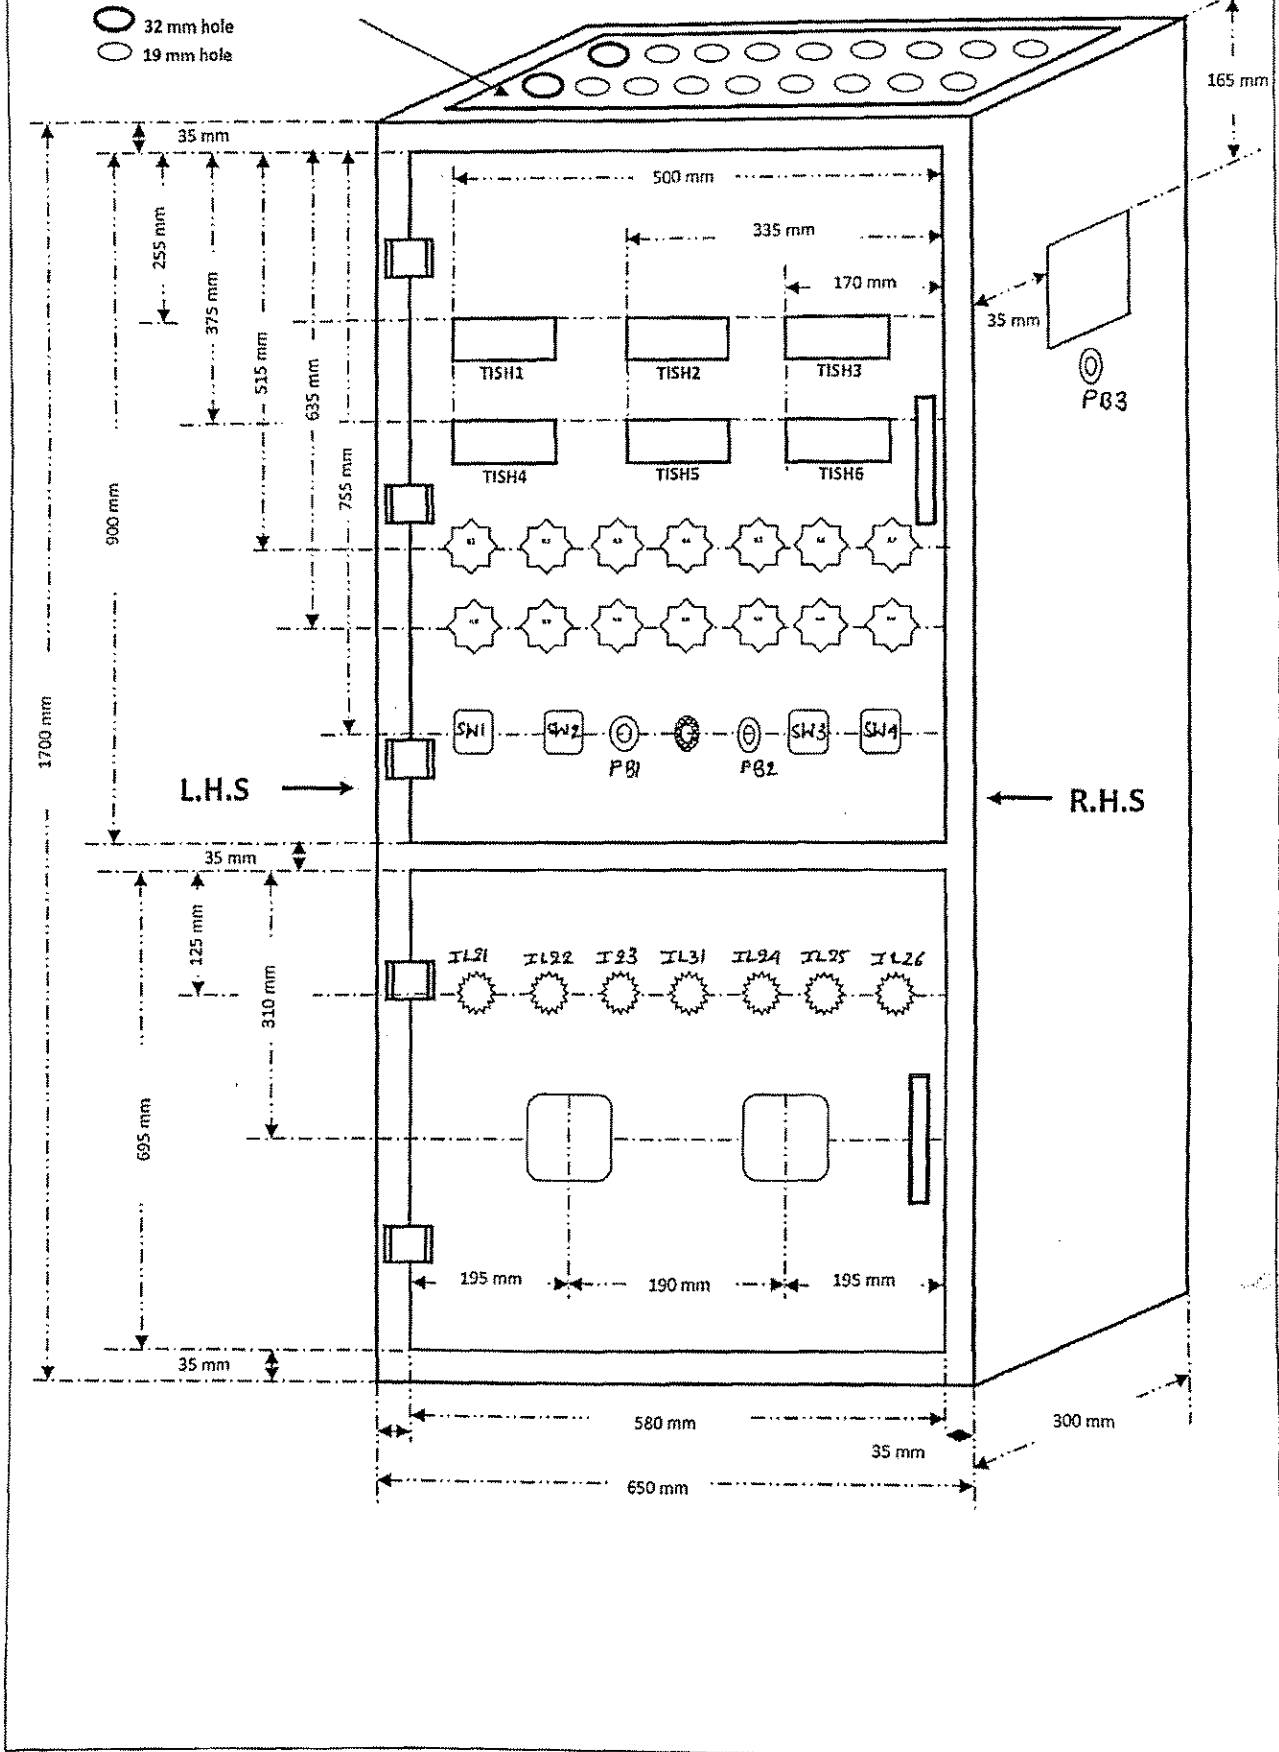 32 mm hole
19 mm hole
165 mm
35 mm
500 mm
335 mm
170 mm
255 mm
375 mm
515 mm
635 mm
755 mm
900 mm
1700 mm
35 mm
TISH1 TISH2 TISH3
PB3
TISH4 TISH5 TISH6
SW1 SW2 SW3 SW4
PB1 PB2
L.H.S
R.H.S
35 mm
125 mm
310 mm
695 mm
IL21 IL22 I23 IL31 IL24 IL25 IL26
195 mm 190 mm 195 mm
35 mm
580 mm
300 mm
35 mm
650 mm